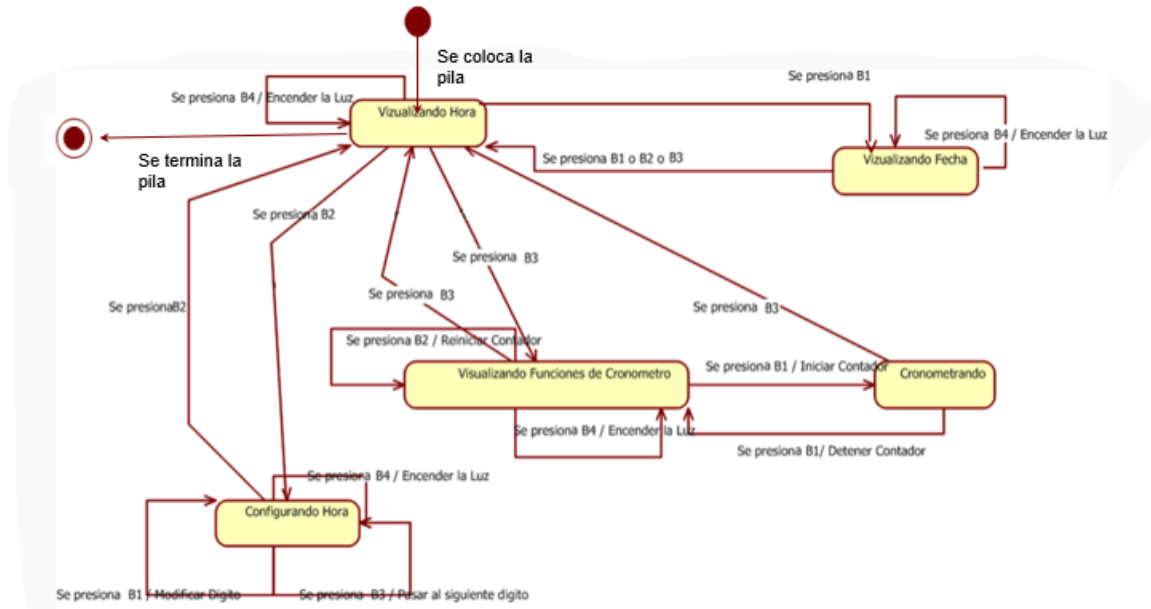 Se coloca la
pila
Se presiona B1
Se presiona B4 / Encender la Luz
Vizualizando Hora
Se presiona B4 / Encender la Luz
Se termina la
pila
Se presiona B1 o B2 o B3
Vizualizando Fecha
Se presiona B2
Se presiona B3
Se presiona B3
Se presionaB2
Se presiona B3
Se presiona B2 / Reiniciar Contador
Visualizando Funciones de Cronometro
Se presiona B1 / Iniciar Contador
Cronometrando
Se presiona B4 / Encender la Luz
Se presiona B1/ Detener Contador
Se presiona B4 / Encender la Luz
Configurando Hora
Se presiona B1 / Modificar Digito
Se presiona B3 / Pasar al siguiente digito